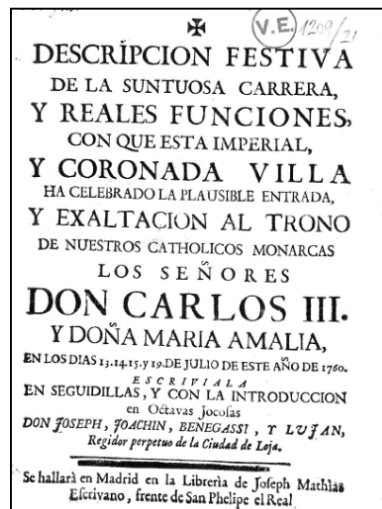 ✠
V.E. 1209/21
DESCRÍPCION FESTIVA
DE LA SUNTUOSA CARRERA,
Y REALES FUNCIONES,
CON QUE ESTA IMPERIAL,
Y CORONADA VILLA
HA CELEBRADO LA PLAUSIBLE ENTRADA,
Y EXALTACION AL TRONO
DE NUESTROS CATHOLICOS MONARCAS
LOS SEÑORES
DON CARLOS III.
Y DOÑA MARIA AMALIA,
EN LOS DIAS 13.14.15.y 19.DE JULIO DE ESTE AÑO DE 1760.
ESCRIVIALA
EN SEGUIDILLAS, Y CON LA INTRODUCCION
en Octavas Jocosas
DON JOSEPH, JOACHIN, BENEGASSI, Y LUJAN,
Regidor perpetuo de la Ciudad de Loja.
Se hallarà en Madrid en la Librerìa de Joseph Mathìas
Escrivano, frente de San Phelipe el Real